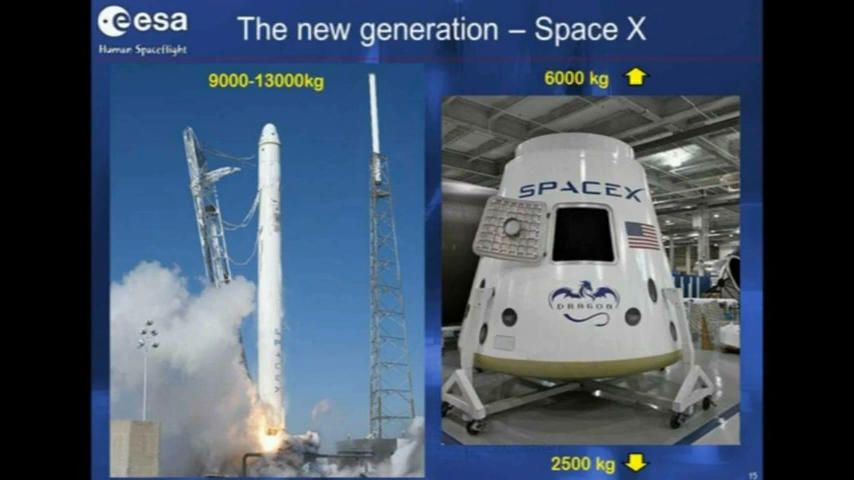 esa
Human Spaceflight
The new generation – Space X
9000-13000kg
6000 kg
SPACEX
DRAGON
2500 kg
15